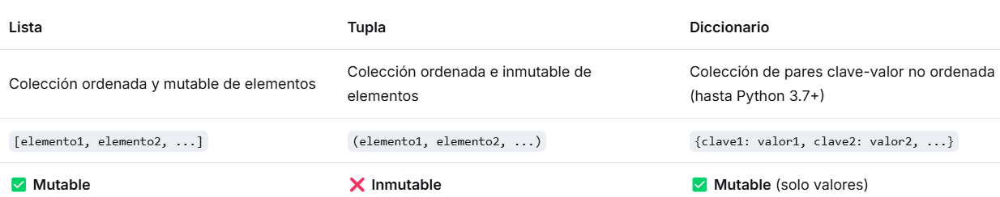 Lista Tupla Diccionario
Colección ordenada y mutable de elementos
Colección ordenada e inmutable de
elementos
Colección de pares clave-valor no ordenada
(hasta Python 3.7+)
[elemento1, elemento2, ...] (elemento1, elemento2, ...) {clave1: valor1, clave2: valor2, ...}
✅ Mutable ❌ Inmutable ✅ Mutable (solo valores)